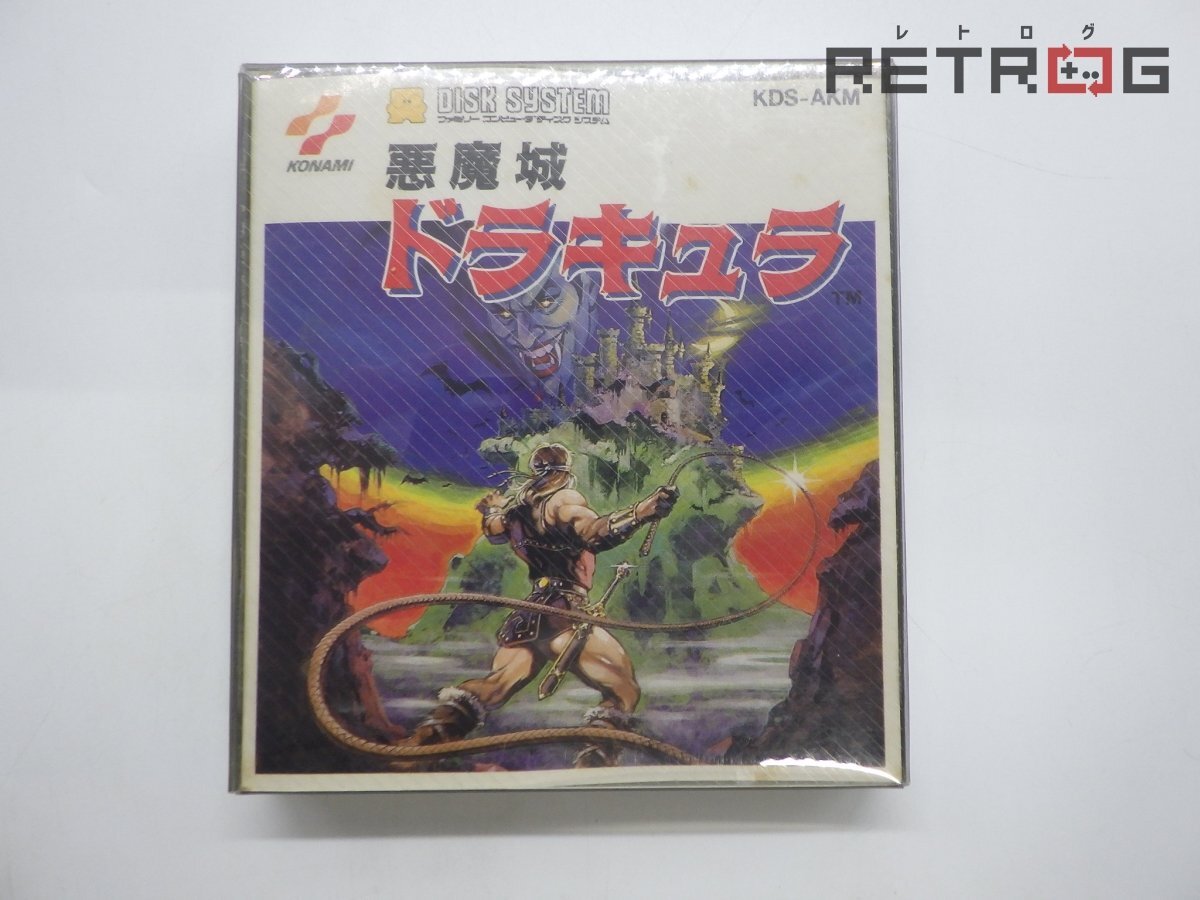 レトログ
RETROG
KONAMI
DISK SYSTEM
ファミリー コンピュータ ディスク システム
KDS-AKM
悪魔城
ドラキュラ
TM